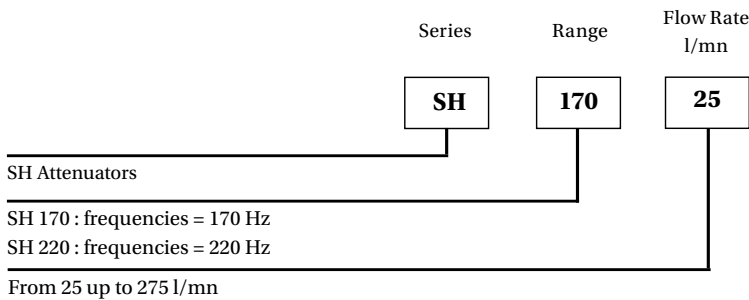 Series Range Flow Rate
l/mn
SH 170 25
SH Attenuators
SH 170 : frequencies = 170 Hz
SH 220 : frequencies = 220 Hz
From 25 up to 275 l/mn